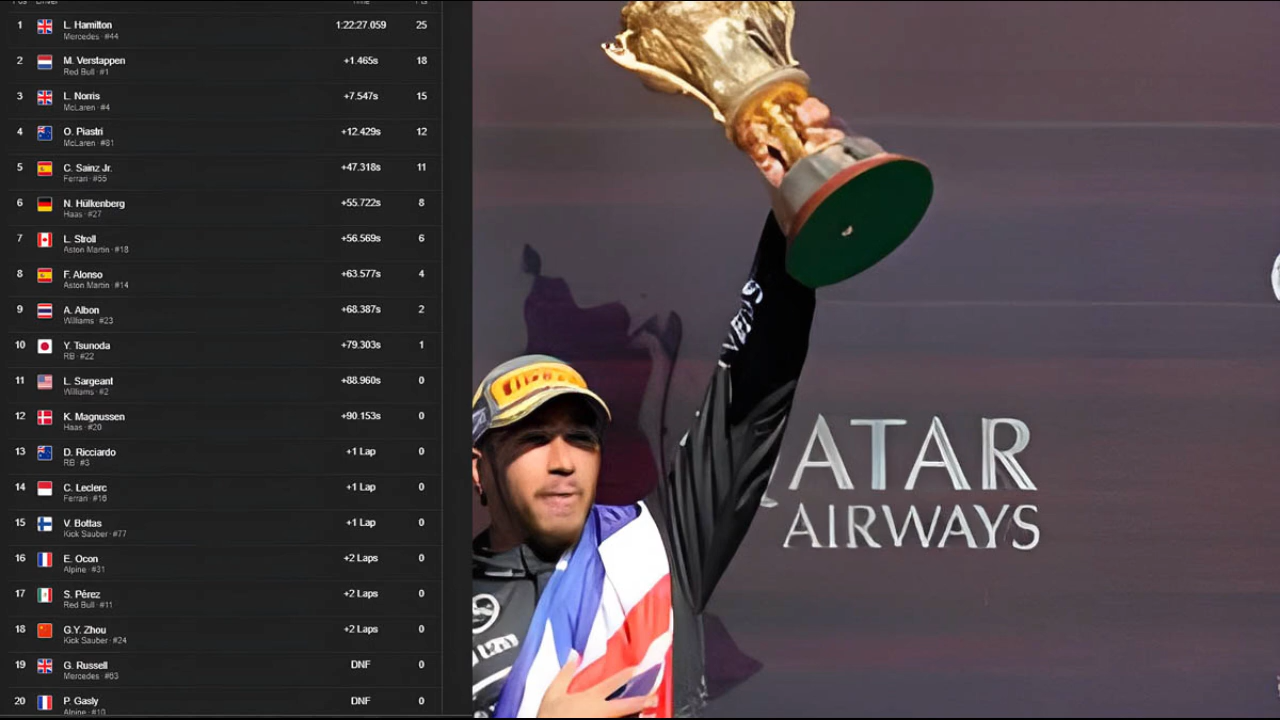 1 L. Hamilton 1:22:27.059 25
Mercedes · #44
2 M. Verstappen +1.465s 18
Red Bull · #1
3 L. Norris +7.547s 15
McLaren · #4
4 O. Piastri +12.429s 12
McLaren · #81
5 C. Sainz Jr. +47.318s 11
Ferrari · #55
6 N. Hülkenberg +55.722s 8
Haas · #27
7 L. Stroll +56.569s 6
Aston Martin · #18
8 F. Alonso +63.577s 4
Aston Martin · #14
9 A. Albon +68.387s 2
Williams · #23
10 Y. Tsunoda +79.303s 1
RB · #22
11 L. Sargeant +88.960s 0
Williams · #2
12 K. Magnussen +90.153s 0
Haas · #20
13 D. Ricciardo +1 Lap 0
RB · #3
14 C. Leclerc +1 Lap 0
Ferrari · #16
15 V. Bottas +1 Lap 0
Kick Sauber · #77
16 E. Ocon +2 Laps 0
Alpine · #31
17 S. Pérez +2 Laps 0
Red Bull · #11
18 G.Y. Zhou +2 Laps 0
Kick Sauber · #24
19 G. Russell DNF 0
Mercedes · #63
20 P. Gasly DNF 0
Alpine · #10
ATAR
AIRWAYS